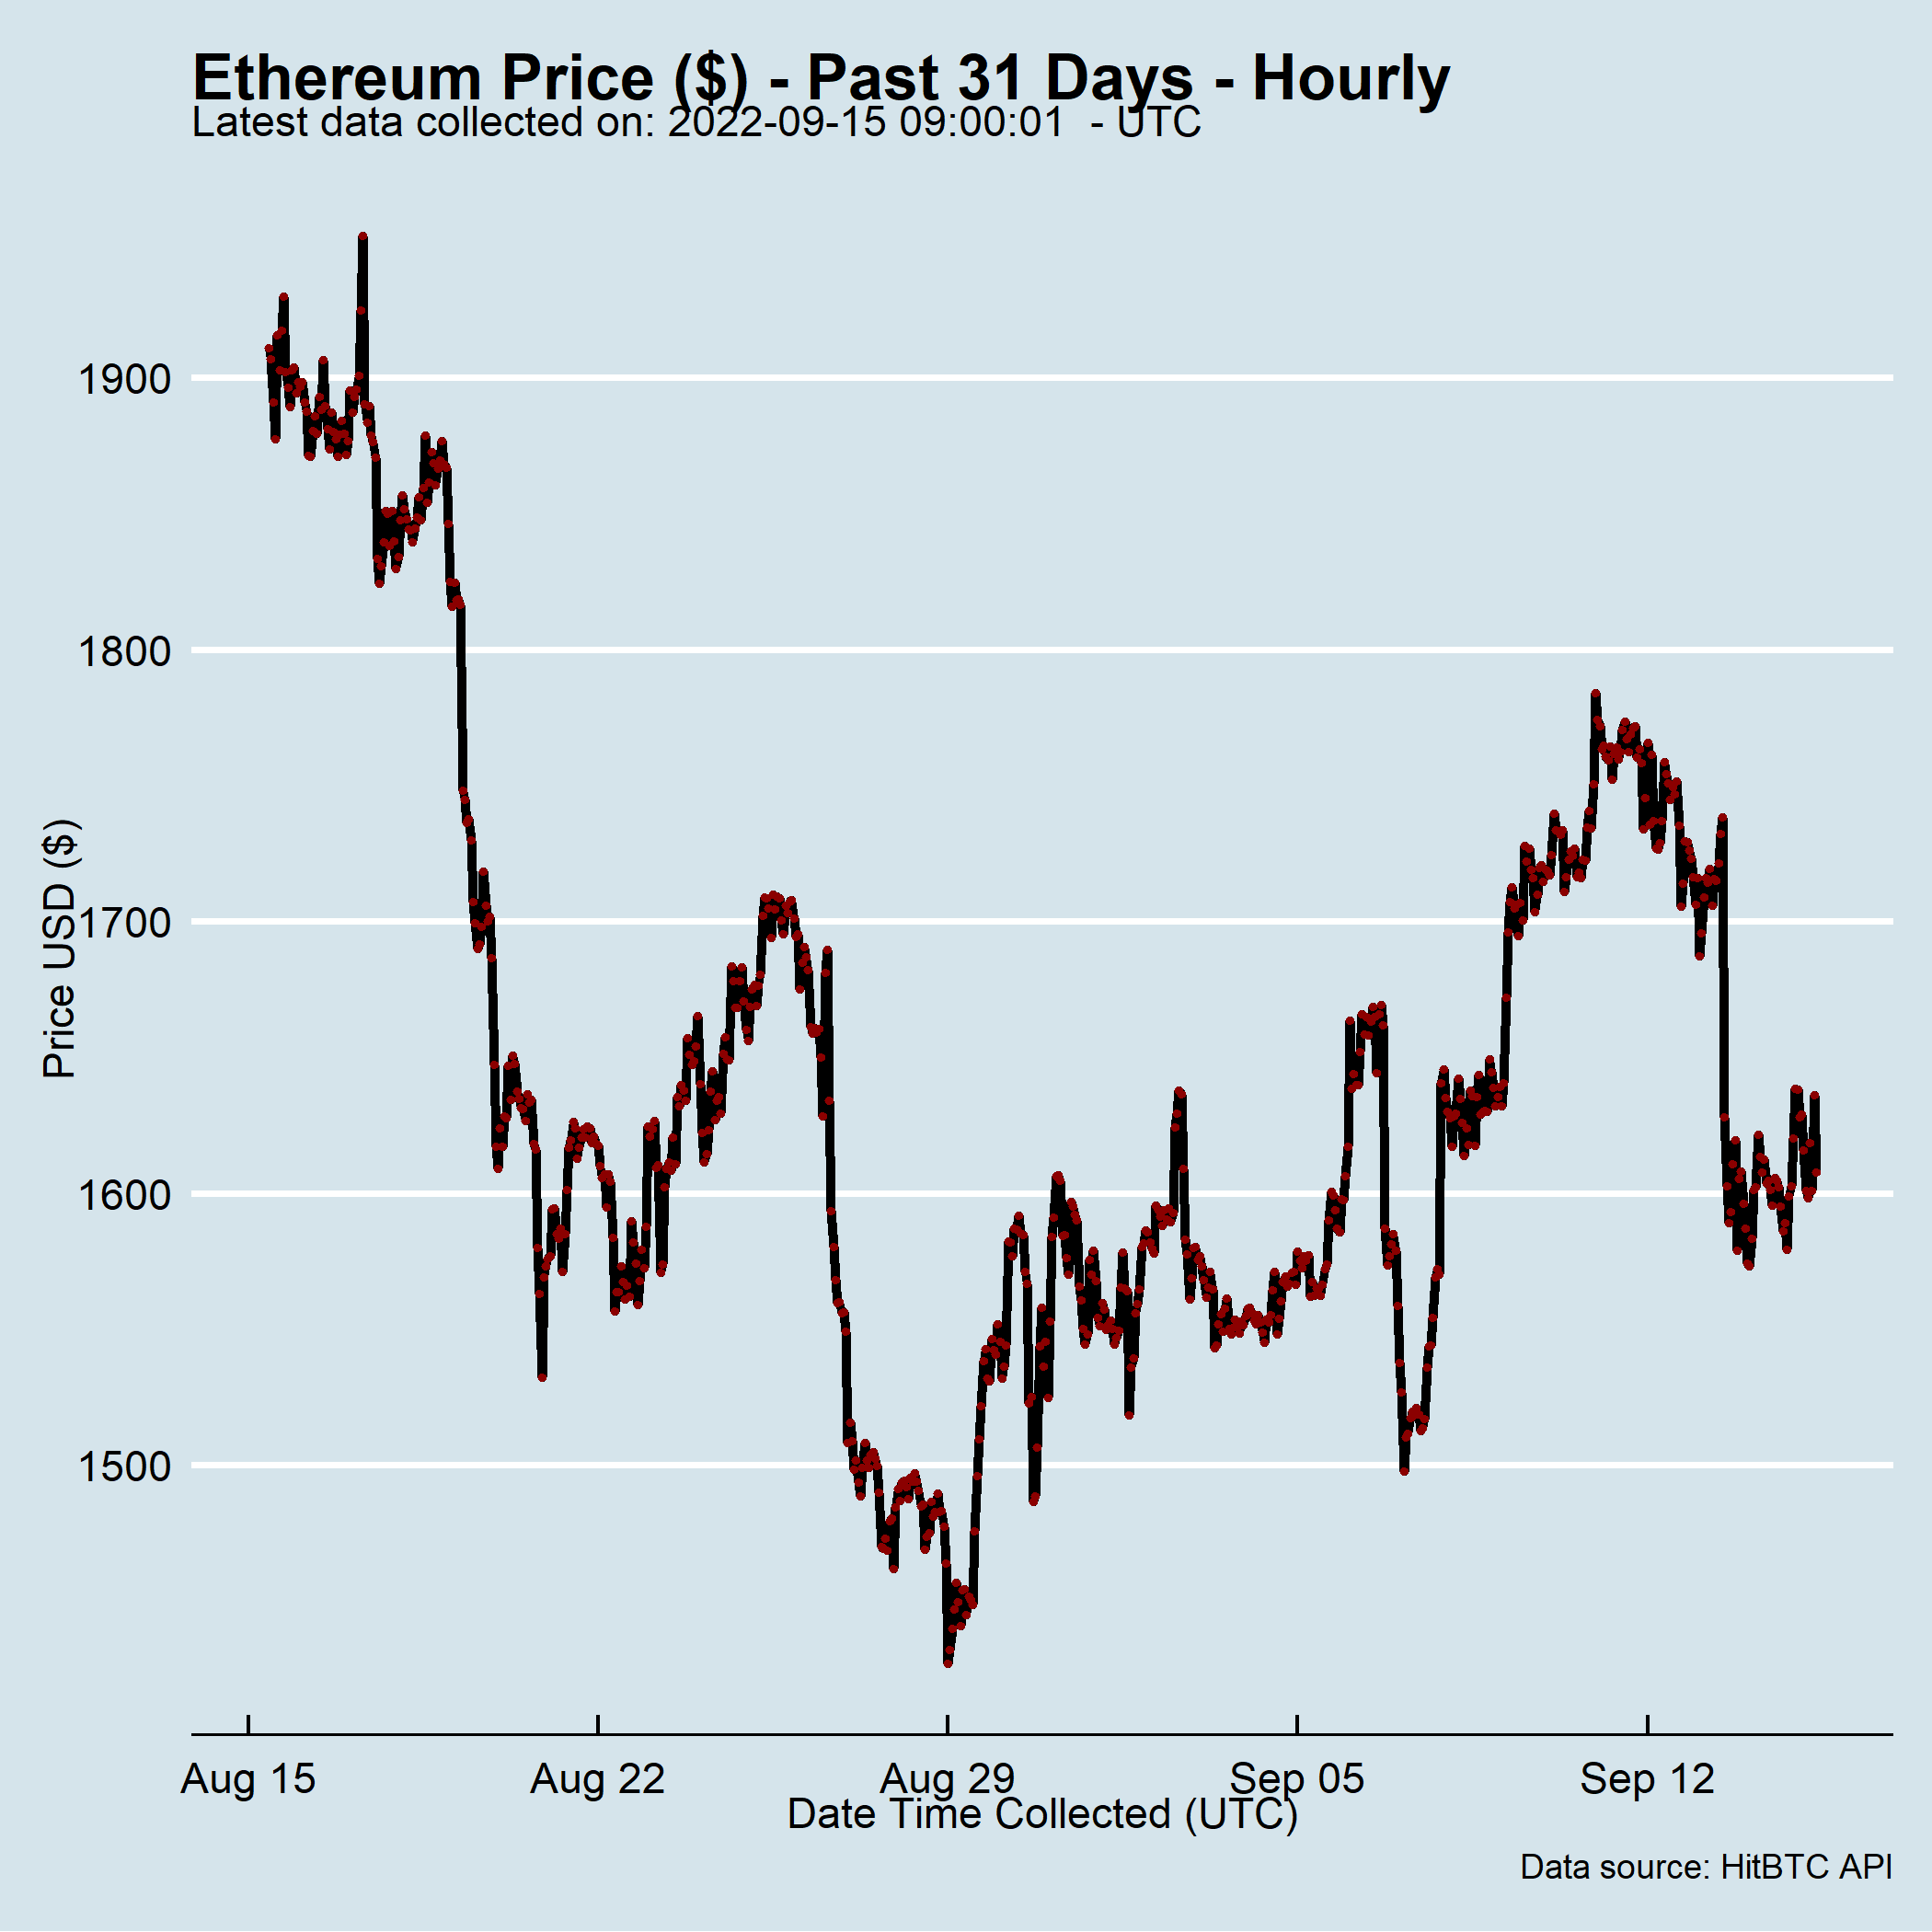 Ethereum Price ($) - Past 31 Days - Hourly
Latest data collected on: 2022-09-15 09:00:01  - UTC
1900
1800
1700
1600
1500
Price USD ($)
Aug 15
Aug 22
Aug 29
Sep 05
Sep 12
Date Time Collected (UTC)
Data source: HitBTC API